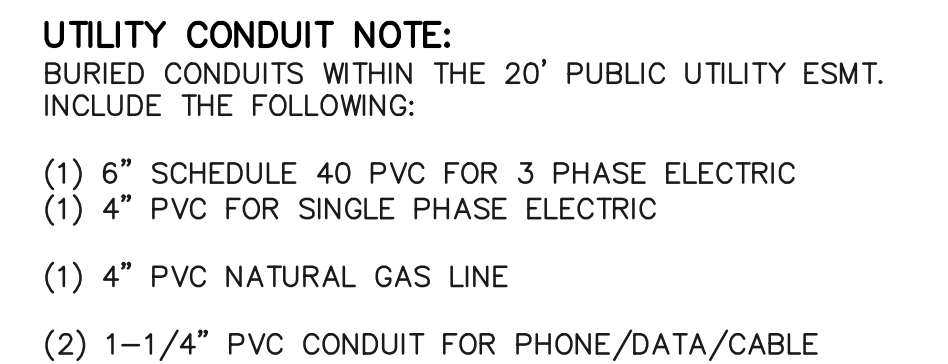 UTILITY CONDUIT NOTE:
BURIED CONDUITS WITHIN THE 20' PUBLIC UTILITY ESMT.
INCLUDE THE FOLLOWING:
(1) 6" SCHEDULE 40 PVC FOR 3 PHASE ELECTRIC
(1) 4" PVC FOR SINGLE PHASE ELECTRIC
(1) 4" PVC NATURAL GAS LINE
(2) 1-1/4" PVC CONDUIT FOR PHONE/DATA/CABLE